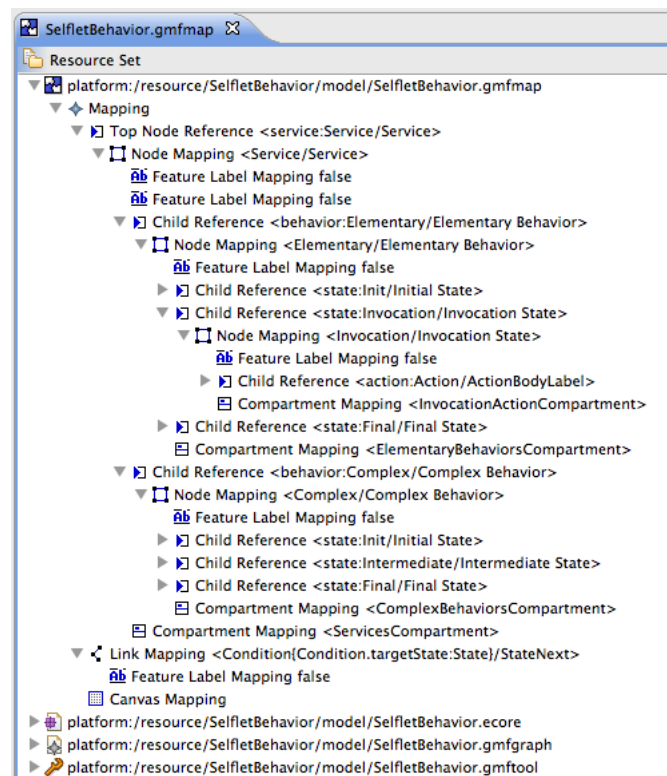 SelfletBehavior.gmfmap
Resource Set
platform:/resource/SelfletBehavior/model/SelfletBehavior.gmfmap
Mapping
Top Node Reference <service:Service/Service>
Node Mapping <Service/Service>
Ab Feature Label Mapping false
Ab Feature Label Mapping false
Child Reference <behavior:Elementary/Elementary Behavior>
Node Mapping <Elementary/Elementary Behavior>
Ab Feature Label Mapping false
Child Reference <state:Init/Initial State>
Child Reference <state:Invocation/Invocation State>
Node Mapping <Invocation/Invocation State>
Ab Feature Label Mapping false
Child Reference <action:Action/ActionBodyLabel>
Compartment Mapping <InvocationActionCompartment>
Child Reference <state:Final/Final State>
Compartment Mapping <ElementaryBehaviorsCompartment>
Child Reference <behavior:Complex/Complex Behavior>
Node Mapping <Complex/Complex Behavior>
Ab Feature Label Mapping false
Child Reference <state:Init/Initial State>
Child Reference <state:Intermediate/Intermediate State>
Child Reference <state:Final/Final State>
Compartment Mapping <ComplexBehaviorsCompartment>
Compartment Mapping <ServicesCompartment>
Link Mapping <Condition{Condition.targetState:State}/StateNext>
Ab Feature Label Mapping false
Canvas Mapping
platform:/resource/SelfletBehavior/model/SelfletBehavior.ecore
platform:/resource/SelfletBehavior/model/SelfletBehavior.gmfgraph
platform:/resource/SelfletBehavior/model/SelfletBehavior.gmftool